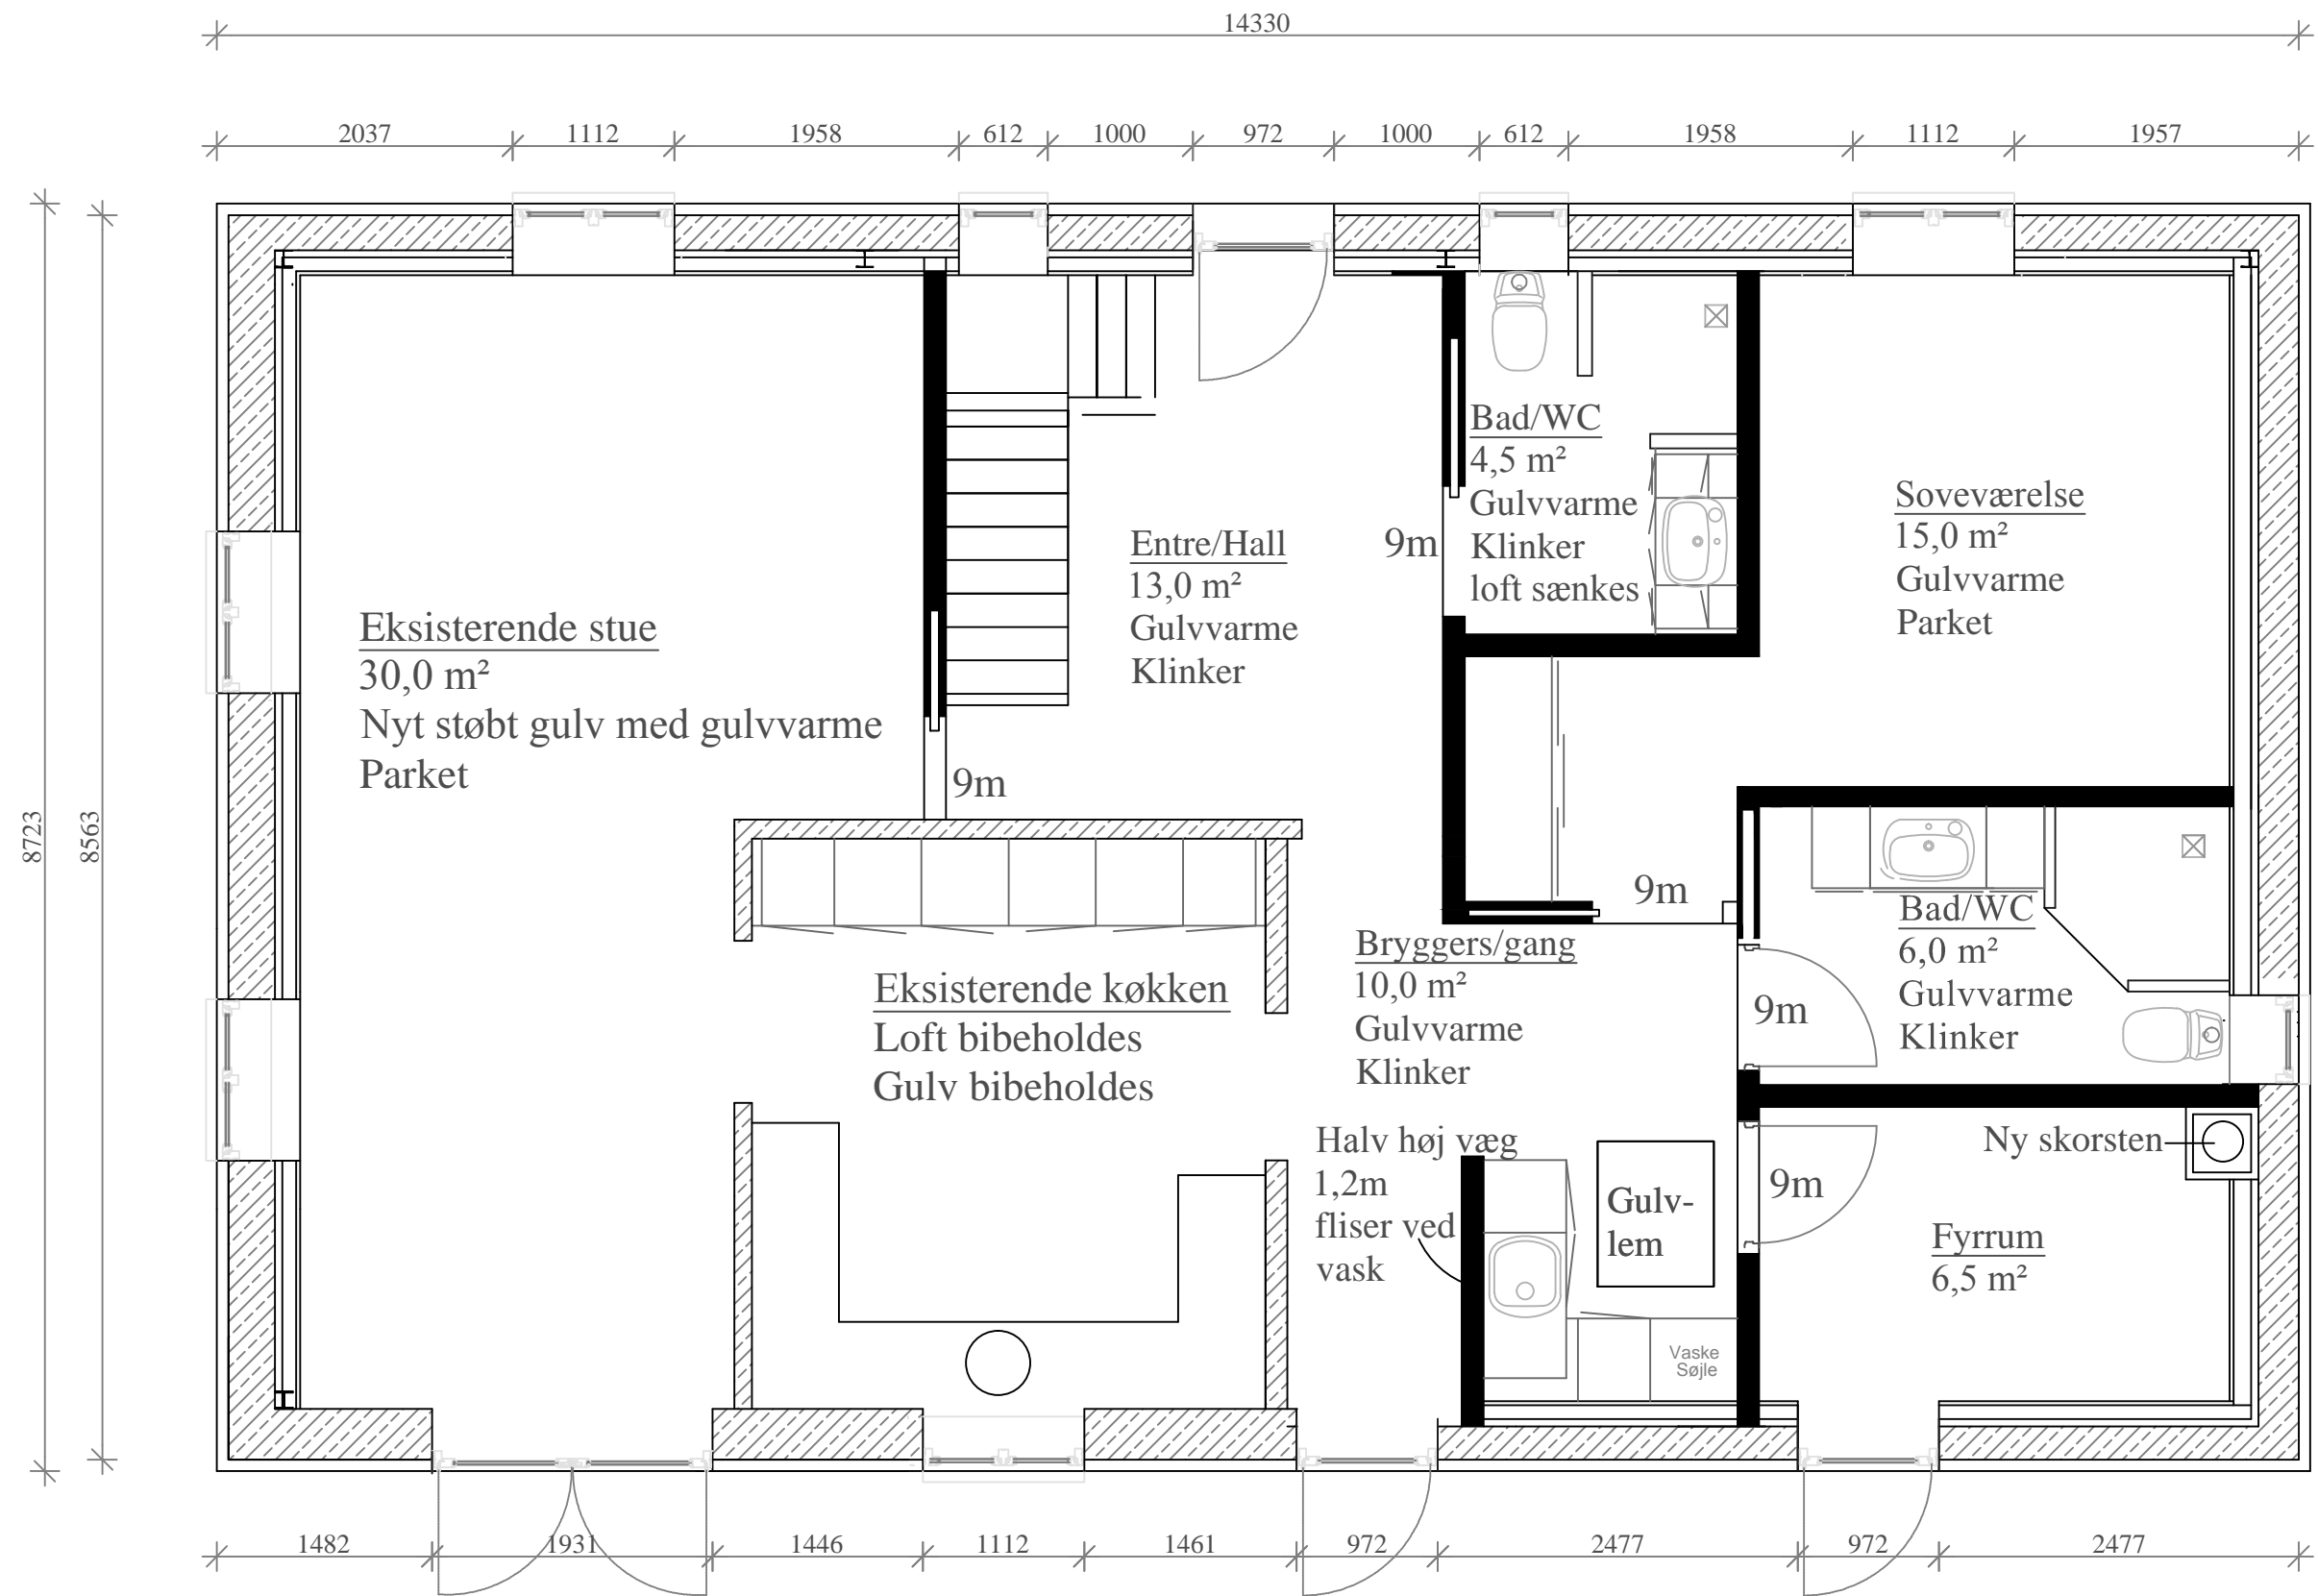 14330
2037 1112 1958 612 1000 972 1000 612 1958 1112 1957
8723
8563
Eksisterende stue
30,0 m²
Nyt støbt gulv med gulvvarme
Parket
9m
Entre/Hall
13,0 m²
Gulvvarme
Klinker
9m
Bad/WC
4,5 m²
Gulvvarme
Klinker
loft sænkes
Soveværelse
15,0 m²
Gulvvarme
Parket
9m
Eksisterende køkken
Loft bibeholdes
Gulv bibeholdes
Bryggers/gang
10,0 m²
Gulvvarme
Klinker
9m
Bad/WC
6,0 m²
Gulvvarme
Klinker
Halv høj væg
1,2m
fliser ved
vask
Gulv-
lem
Vaske
Søjle
9m
Ny skorsten
Fyrrum
6,5 m²
1482 1931 1446 1112 1461 972 2477 972 2477